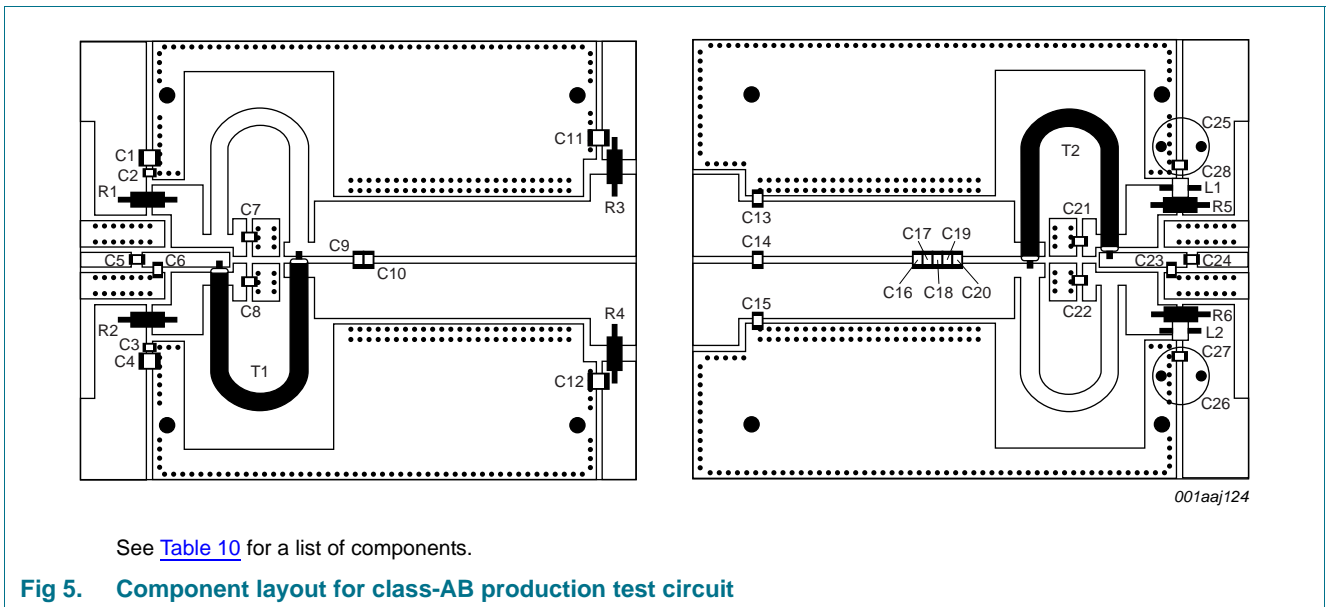 C1
C2
R1
C7
C9
C10
C11
R3
C5
C6
C8
R2
C3
C4
T1
R4
C12
C13
C14
C15
C17
C19
C16
C18
C20
T2
C21
C22
C23
C24
C25
C28
L1
R5
R6
L2
C27
C26
001aaj124
See Table 10 for a list of components.
Fig 5. Component layout for class-AB production test circuit